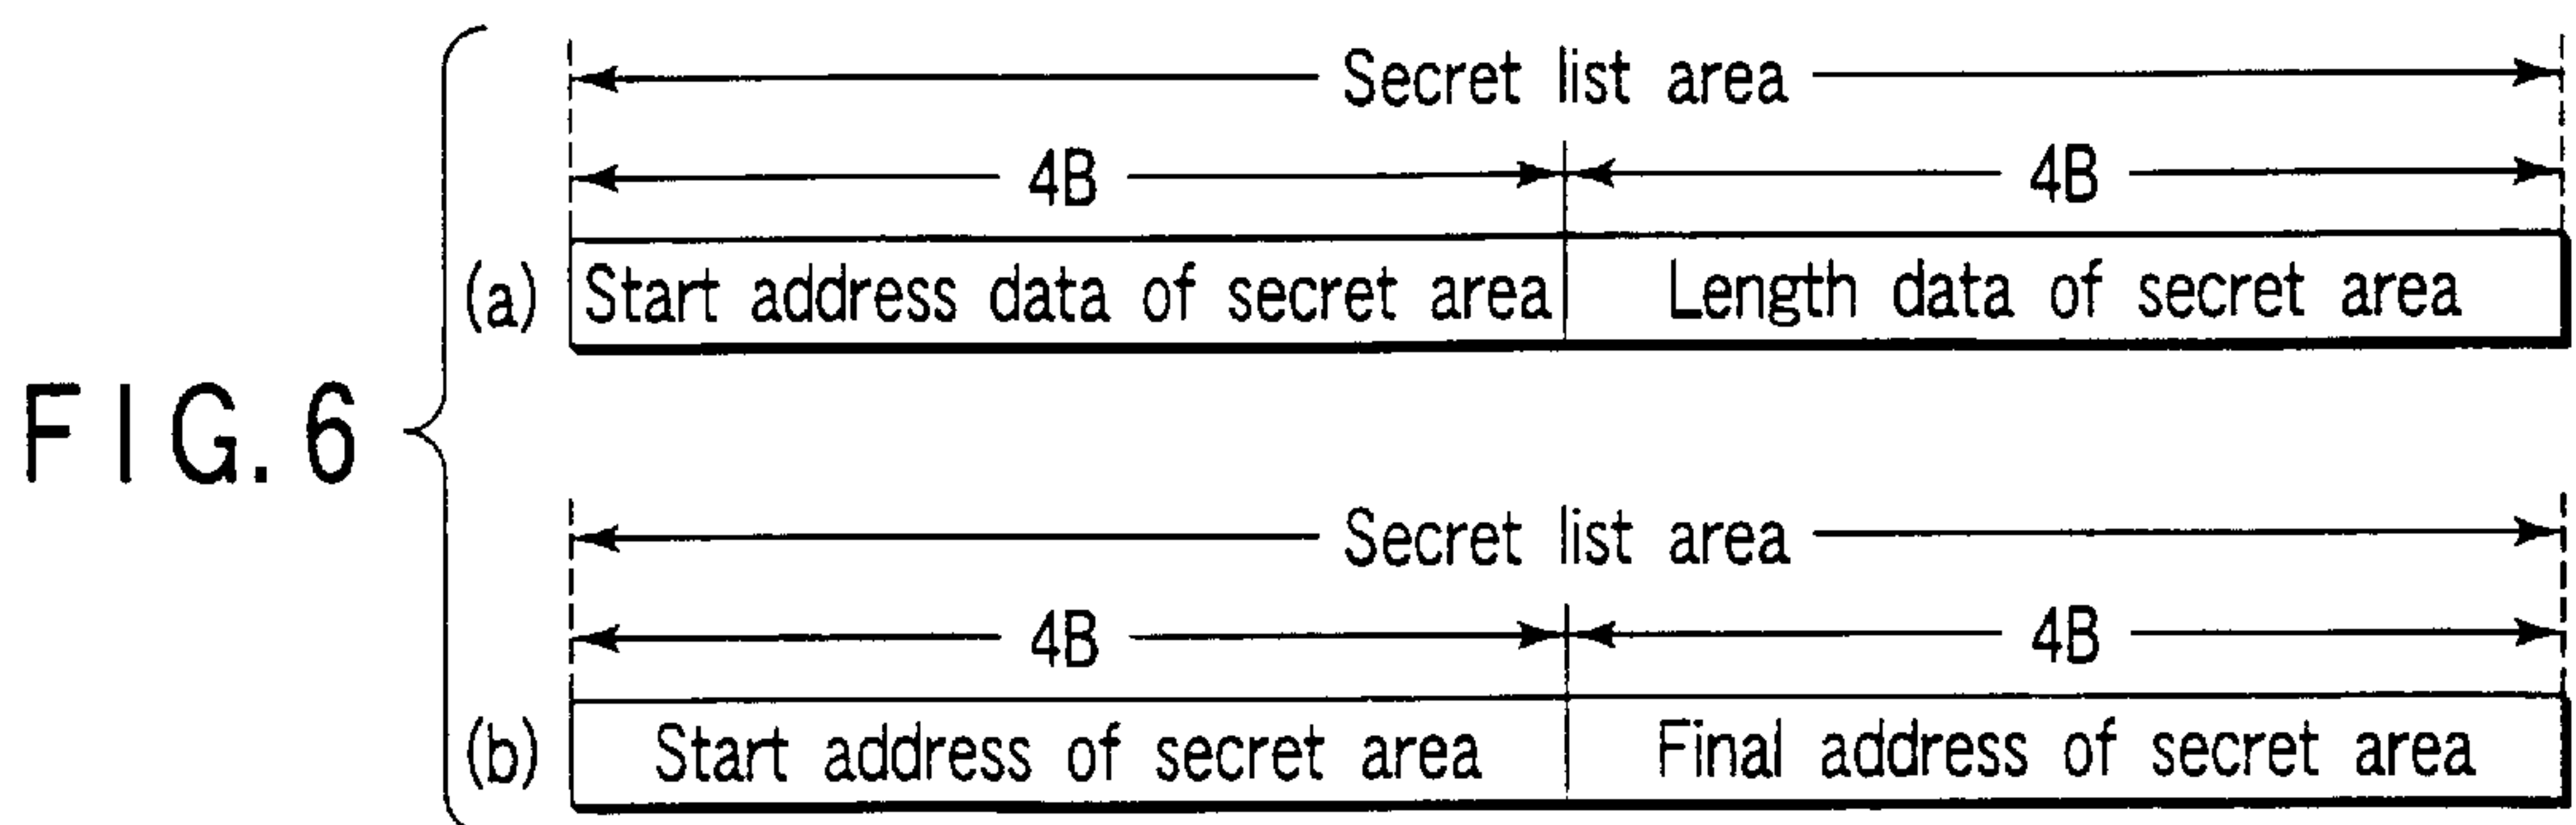 FIG. 6
Secret list area
4B 4B
(a) Start address data of secret area Length data of secret area
Secret list area
4B 4B
(b) Start address of secret area Final address of secret area